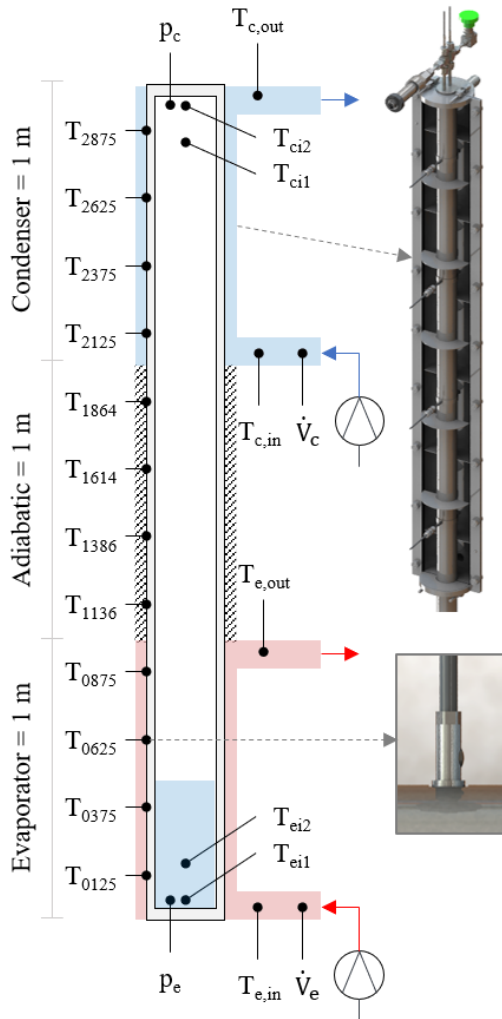 p_c
T_c,out
T_2875
T_ci2
T_ci1
T_2625
T_2375
T_2125
Condenser = 1 m
T_c,in
V̇_c
T_1864
T_1614
T_1386
T_1136
Adiabatic = 1 m
T_e,out
T_0875
T_0625
T_0375
T_0125
Evaporator = 1 m
T_ei2
T_ei1
p_e
T_e,in
V̇_e